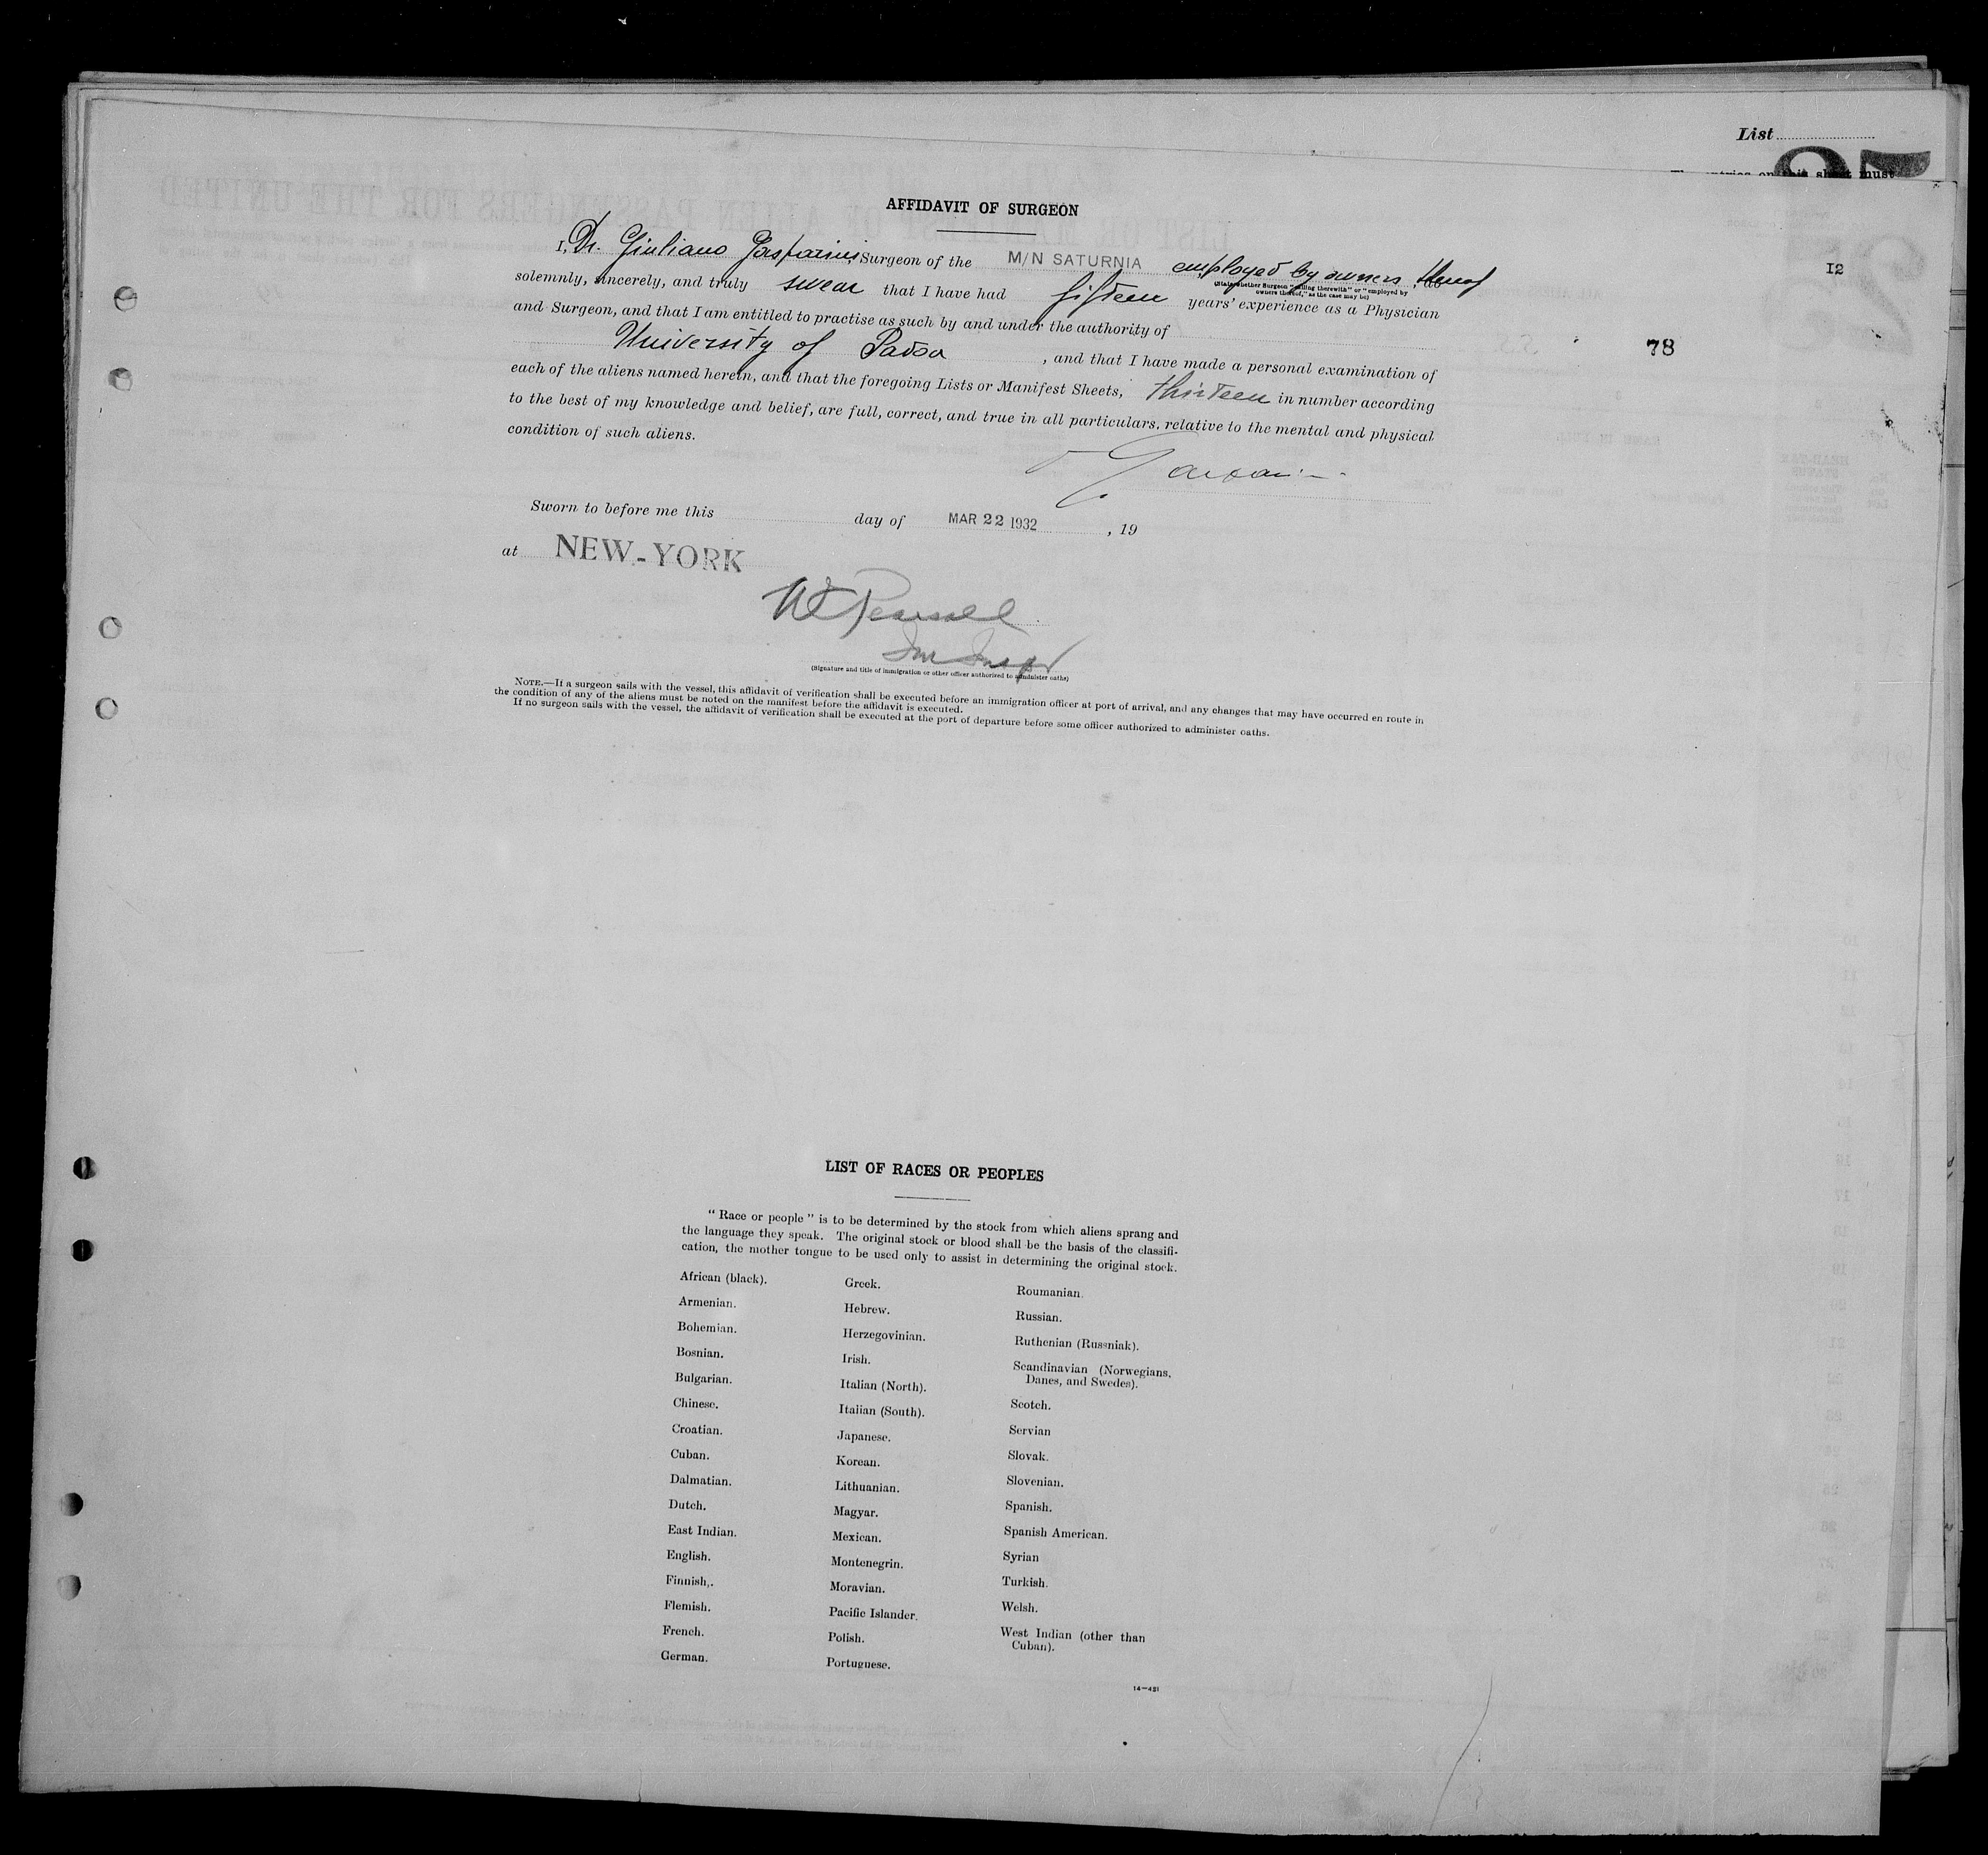 List
AFFIDAVIT OF SURGEON
I, Dr. Giuliano Surgeon of the M/N SATURNIA employed by owners thereof
(State whether Surgeon "sailing therewith" or "employed by
owners thereof," as the case may be)
12
solemnly, sincerely, and truly swear that I have had fifteen years' experience as a Physician
and Surgeon, and that I am entitled to practise as such by and under the authority of
University of Padoa, and that I have made a personal examination of
78
each of the aliens named herein, and that the foregoing Lists or Manifest Sheets, thirteen in number according
to the best of my knowledge and belief, are full, correct, and true in all particulars, relative to the mental and physical
condition of such aliens.
Sworn to before me this day of MAR 22 1932, 19
at NEW-YORK
(Signature and title of immigration or other officer authorized to administer oaths)
NOTE.—If a surgeon sails with the vessel, this affidavit of verification shall be executed before an immigration officer at port of arrival, and any changes that may have occurred en route in
the condition of any of the aliens must be noted on the manifest before the affidavit is executed.
If no surgeon sails with the vessel, the affidavit of verification shall be executed at the port of departure before some officer authorized to administer oaths.
LIST OF RACES OR PEOPLES
"Race or people" is to be determined by the stock from which aliens sprang and
the language they speak. The original stock or blood shall be the basis of the classifi-
cation, the mother tongue to be used only to assist in determining the original stock.
African (black).
Armenian.
Bohemian.
Bosnian.
Bulgarian.
Chinese.
Croatian.
Cuban.
Dalmatian.
Dutch.
East Indian.
English.
Finnish.
Flemish.
French.
German.
Greek.
Hebrew.
Herzegovinian.
Irish.
Italian (North).
Italian (South).
Japanese.
Korean.
Lithuanian.
Magyar.
Mexican.
Montenegrin.
Moravian.
Pacific Islander.
Polish.
Portuguese.
Roumanian.
Russian.
Ruthenian (Russniak).
Scandinavian (Norwegians,
Danes, and Swedes).
Scotch.
Servian
Slovak.
Slovenian.
Spanish.
Spanish American.
Syrian
Turkish.
Welsh.
West Indian (other than
Cuban).
14—421